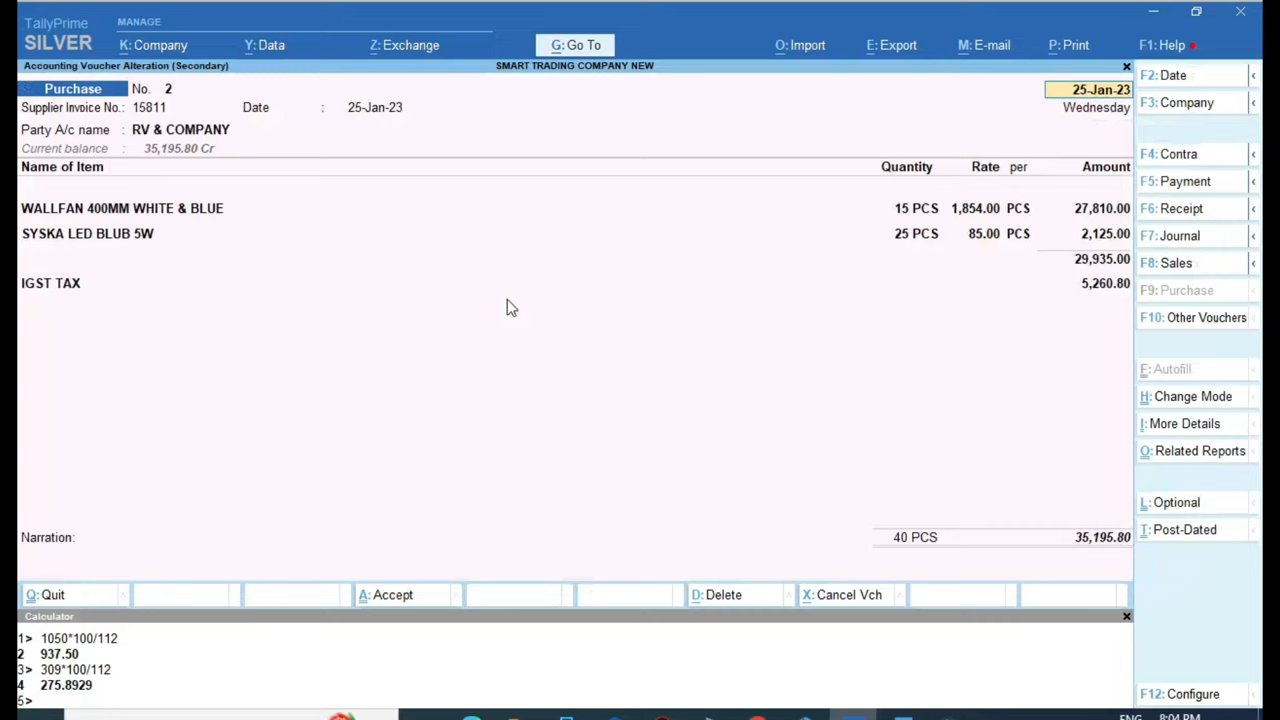 TallyPrime MANAGE
SILVER K: Company Y: Data Z: Exchange G: Go To O: Import E: Export M: E-mail P: Print F1: Help
Accounting Voucher Alteration (Secondary) SMART TRADING COMPANY NEW
Purchase No. 2 25-Jan-23
Supplier Invoice No.: 15811 Date : 25-Jan-23 Wednesday
Party A/c name : RV & COMPANY
Current balance : 35,195.80 Cr
Name of Item Quantity Rate per Amount
WALLFAN 400MM WHITE & BLUE 15 PCS 1,854.00 PCS 27,810.00
SYSKA LED BLUB 5W 25 PCS 85.00 PCS 2,125.00
29,935.00
IGST TAX 5,260.80
Narration: 40 PCS 35,195.80
Q: Quit A: Accept D: Delete X: Cancel Vch
F2: Date
F3: Company
F4: Contra
F5: Payment
F6: Receipt
F7: Journal
F8: Sales
F9: Purchase
F10: Other Vouchers
F: Autofill
H: Change Mode
I: More Details
O: Related Reports
L: Optional
T: Post-Dated
F12: Configure
Calculator
1> 1050*100/112
2 937.50
3> 309*100/112
4 275.8929
5>
ENG 8:04 PM